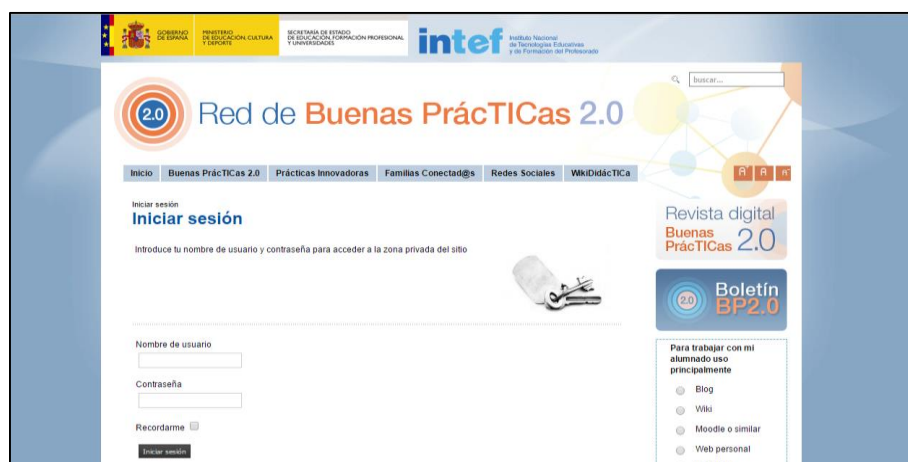 GOBIERNO
DE ESPAÑA
MINISTERIO
DE EDUCACIÓN, CULTURA
Y DEPORTE
SECRETARÍA DE ESTADO
DE EDUCACIÓN, FORMACIÓN PROFESIONAL
Y UNIVERSIDADES
intef
Instituto Nacional
de Tecnologías Educativas
y de Formación del Profesorado
buscar...
2.0
Red de Buenas PrácTICas 2.0
Inicio Buenas PrácTICas 2.0 Prácticas Innovadoras Familias Conectad@s Redes Sociales WikiDidácTICa
A A A
Iniciar sesión
Iniciar sesión
Introduce tu nombre de usuario y contraseña para acceder a la zona privada del sitio
Nombre de usuario
Contraseña
Recordarme
Iniciar sesión
Revista digital
Buenas
PrácTICas 2.0
2.0
Boletín
BP2.0
Para trabajar con mi
alumnado uso
principalmente
Blog
Wiki
Moodle o similar
Web personal